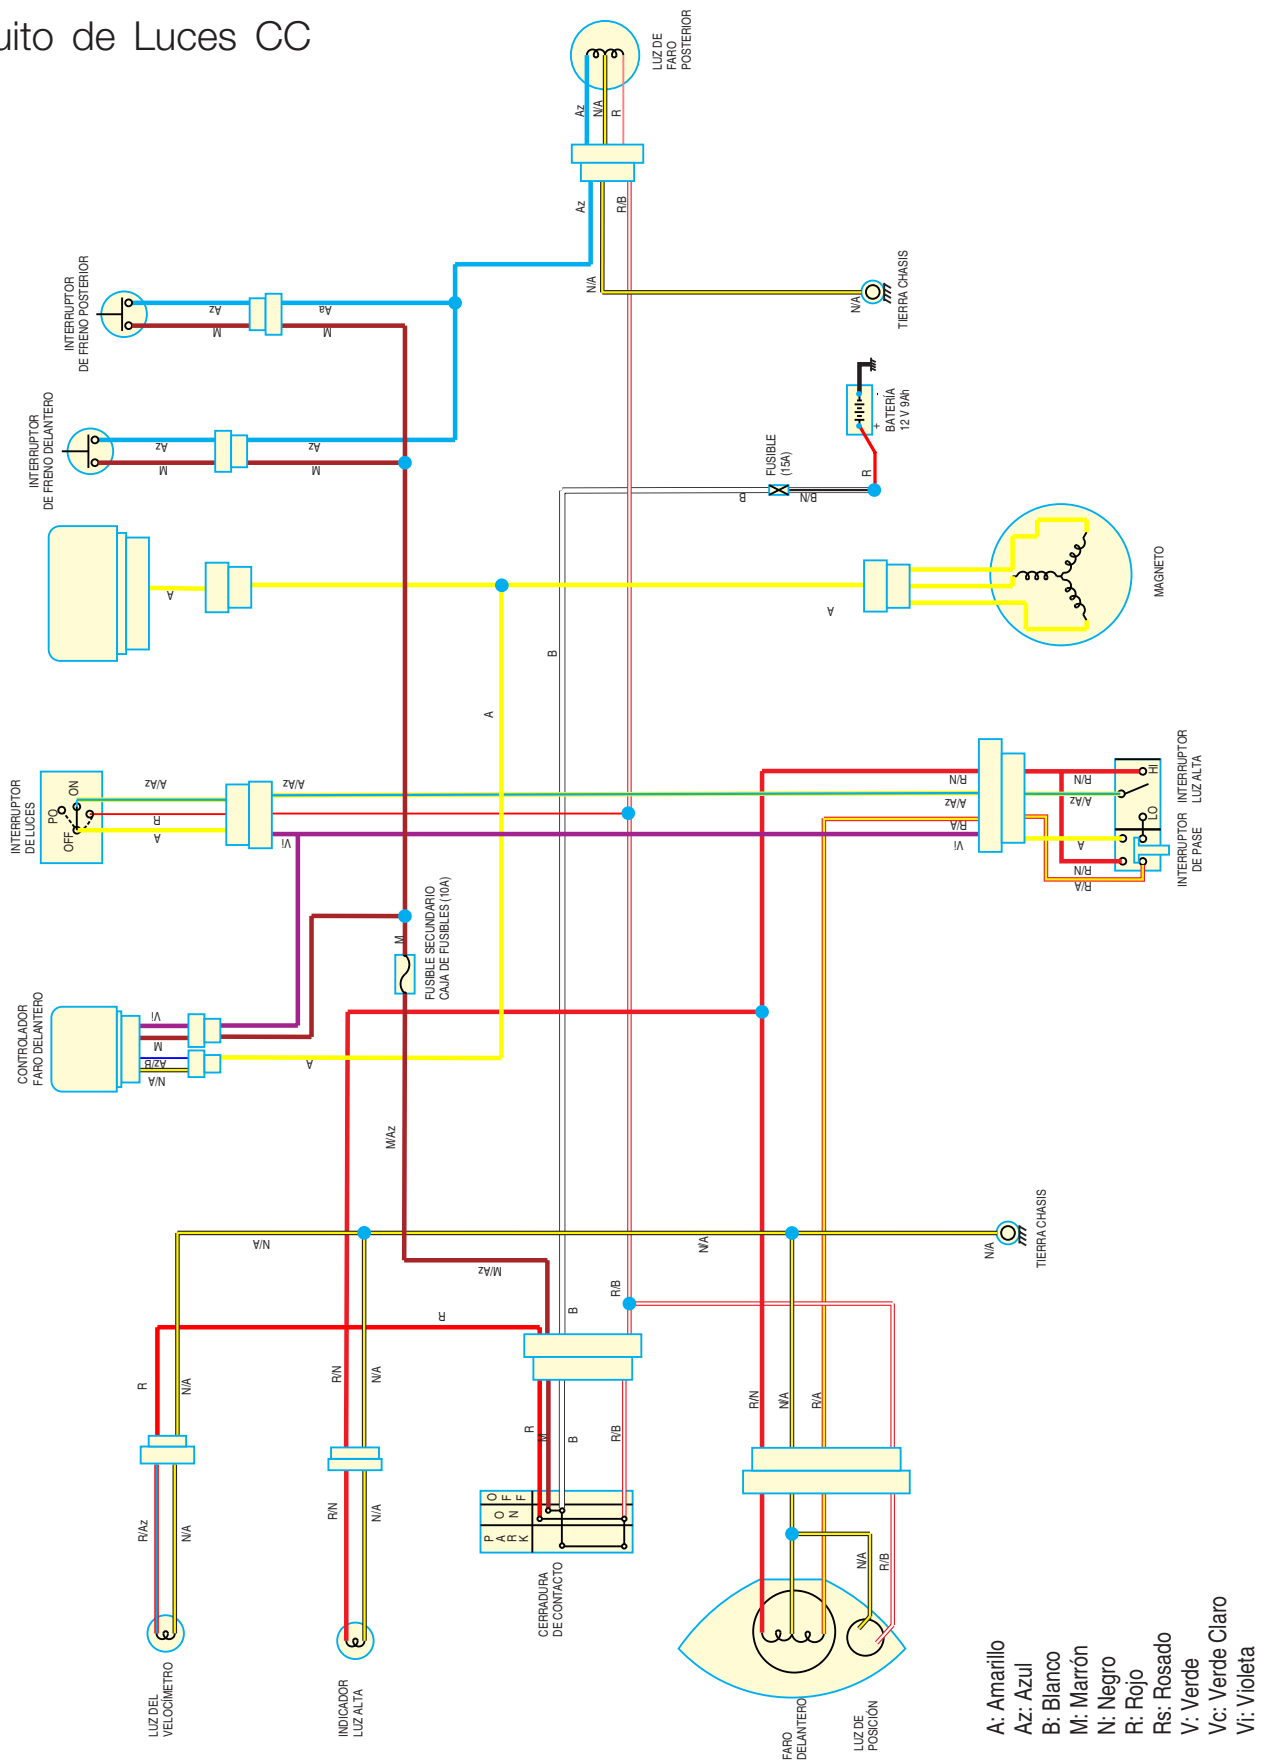 uito de Luces CC
LUZ DE
FARO
POSTERIOR
Az
N/A
R
Az
R/B
N/A
N/A
TIERRA CHASIS
INTERRUPTOR
DE FRENO POSTERIOR
Az
M
Aa
M
INTERRUPTOR
DE FRENO DELANTERO
Az
M
Az
M
BATERÍA
12 V 9Ah
+
-
R
FUSIBLE
(15A)
B/N
B
A
A
MAGNETO
B
A
INTERRUPTOR
DE LUCES
OFF
PO
ON
A/Az
R
A
A/Az
Vi
R/N
A/Az
R/A
Vi
R/N
A/Az
A
R/N
R/A
HI
LO
INTERRUPTOR
LUZ ALTA
INTERRUPTOR
DE PASE
CONTROLADOR
FARO DELANTERO
Vi
M
Az/B
N/A
A
M
FUSIBLE SECUNDARIO
CAJA DE FUSIBLES (10A)
M/Az
N/A
N/A
N/A
TIERRA CHASIS
M/Az
R
B
R/B
R
N/A
R/N
N/A
R/Az
N/A
R/N
N/A
R
M
B
R/B
R/N
N/A
R/A
OFF
ON
PARK
CERRADURA
DE CONTACTO
N/A
R/B
LUZ DEL
VELOCÍMETRO
INDICADOR
LUZ ALTA
FARO
DELANTERO
LUZ DE
POSICIÓN
A: Amarillo
Az: Azul
B: Blanco
M: Marrón
N: Negro
R: Rojo
Rs: Rosado
V: Verde
Vc: Verde Claro
Vi: Violeta